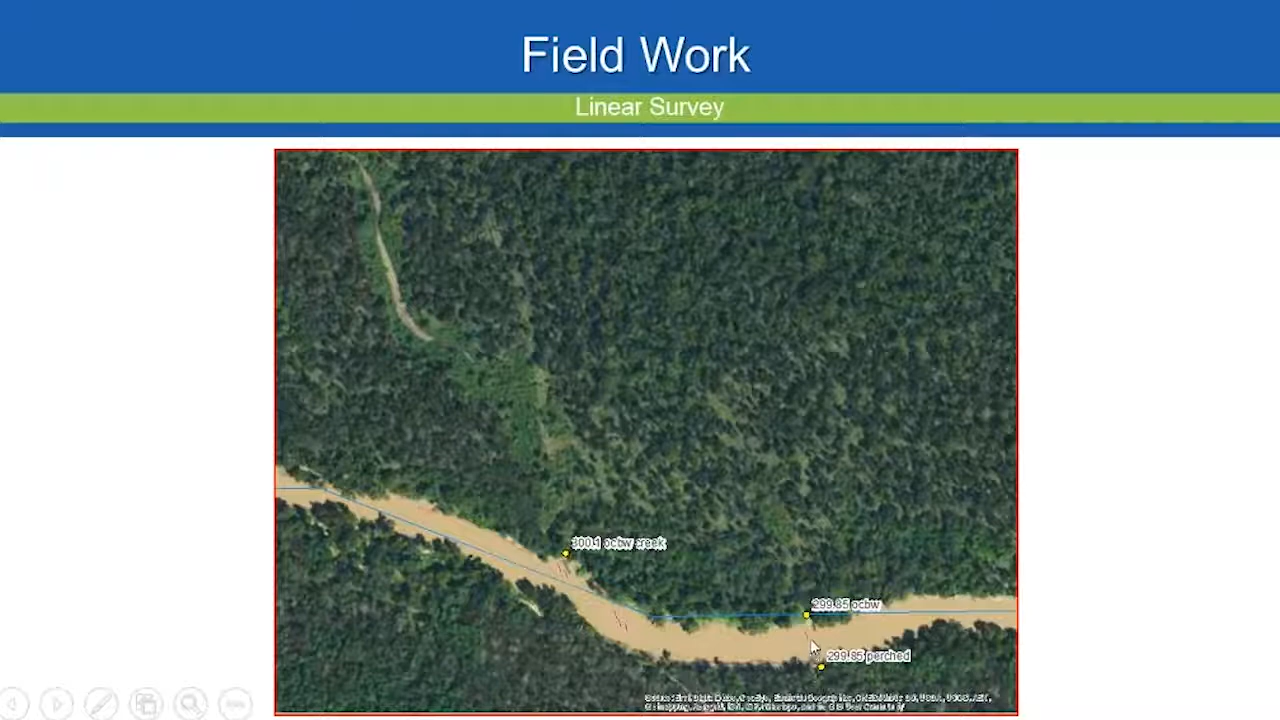 Field Work
Linear Survey
300.1 ocbw creek
299.85 ocbw
299.85 perched